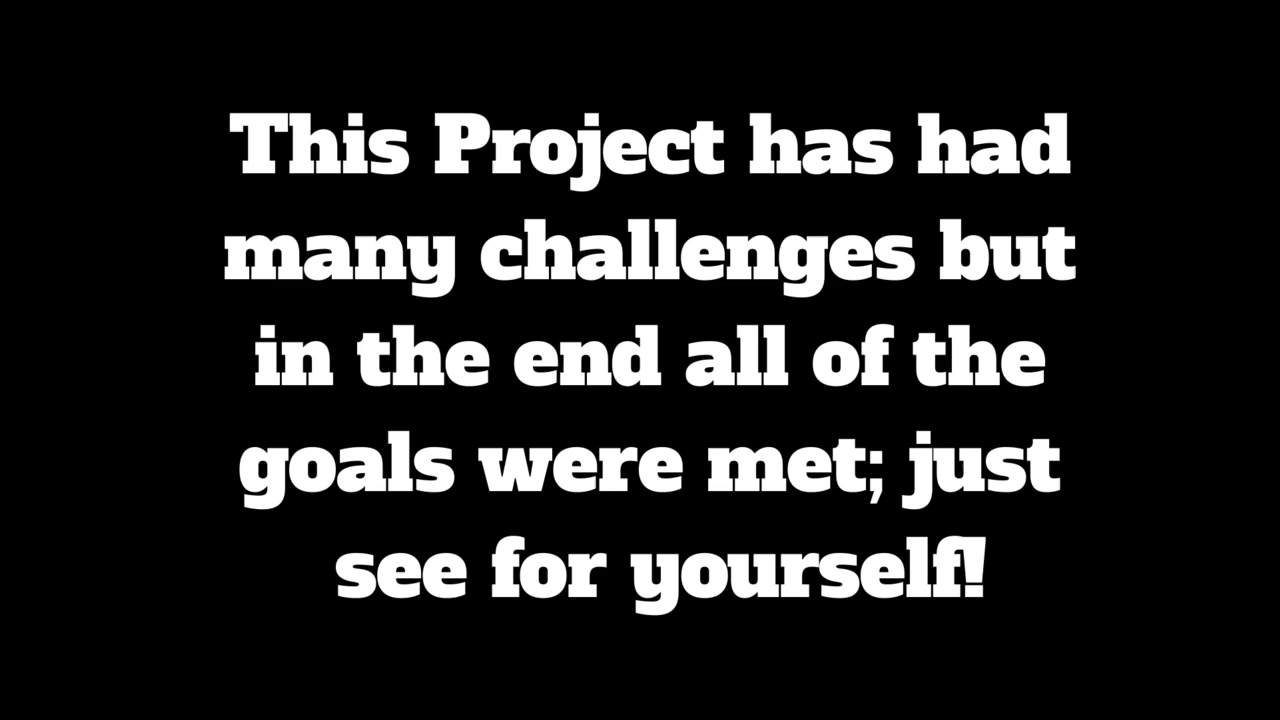 This Project has had
many challenges but
in the end all of the
goals were met; just
see for yourself!